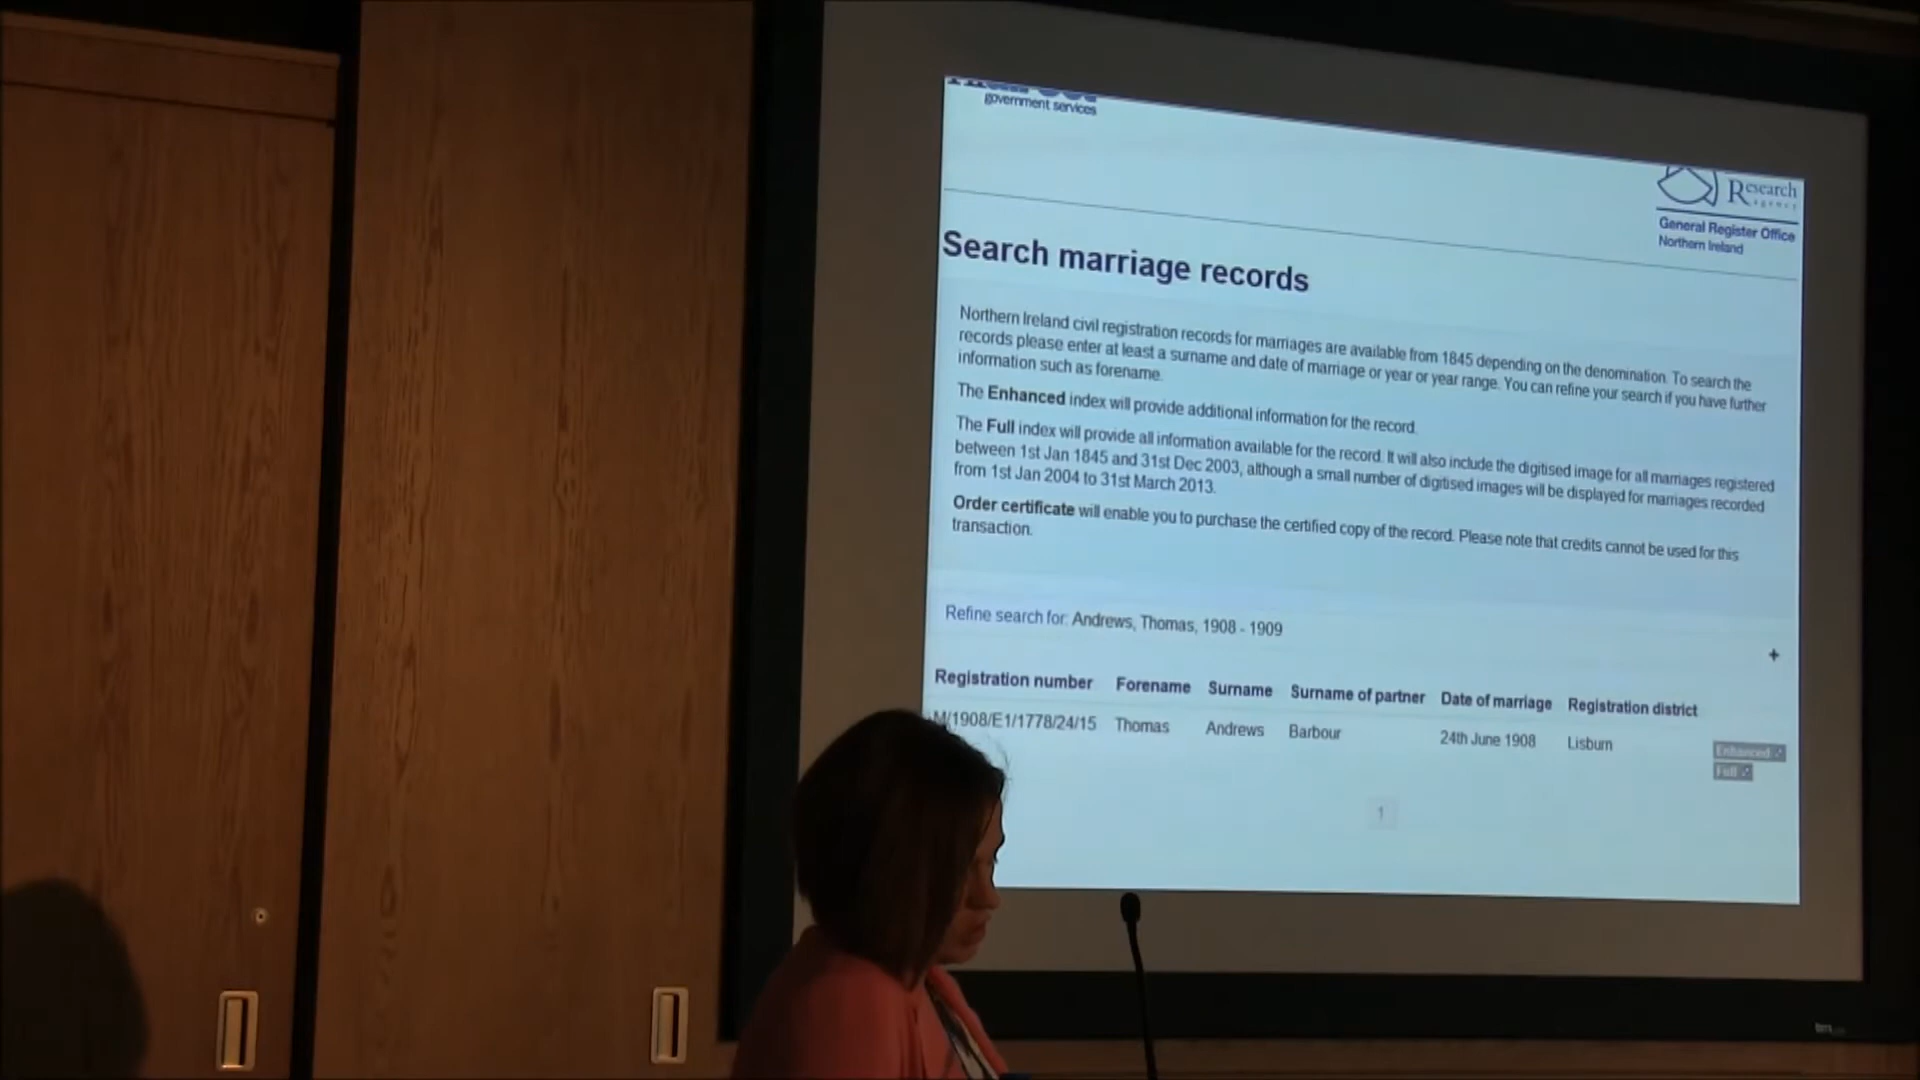 government services
Research
agency
General Register Office
Northern Ireland
Search marriage records
Northern Ireland civil registration records for marriages are available from 1845 depending on the denomination. To search the
records please enter at least a surname and date of marriage or year or year range. You can refine your search if you have further
information such as forename.
The Enhanced index will provide additional information for the record.
The Full index will provide all information available for the record. It will also include the digitised image for all marriages registered
between 1st Jan 1845 and 31st Dec 2003, although a small number of digitised images will be displayed for marriages recorded
from 1st Jan 2004 to 31st March 2013.
Order certificate will enable you to purchase the certified copy of the record. Please note that credits cannot be used for this
transaction.
Refine search for: Andrews, Thomas, 1908 - 1909
+
Registration number Forename Surname Surname of partner Date of marriage Registration district
M/1908/E1/1778/24/15 Thomas Andrews Barbour 24th June 1908 Lisburn
Enhanced
Full
1